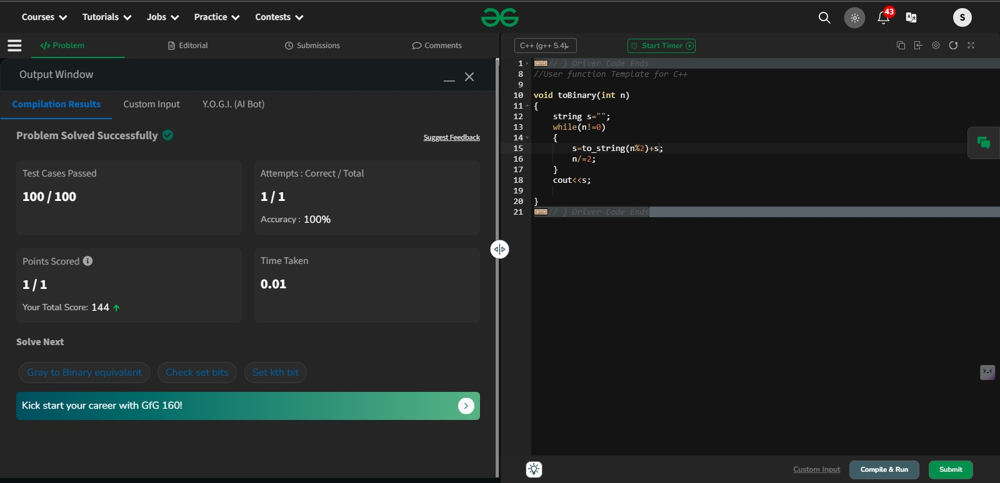 Courses Tutorials Jobs Practice Contests
43
S
</> Problem Editorial Submissions Comments
Output Window
Compilation Results Custom Input Y.O.G.I. (AI Bot)
Problem Solved Successfully
Suggest Feedback
Test Cases Passed
100 / 100
Attempts : Correct / Total
1 / 1
Accuracy : 100%
Points Scored
1 / 1
Your Total Score: 144
Time Taken
0.01
Solve Next
Gray to Binary equivalent Check set bits Set kth bit
Kick start your career with GfG 160!
C++ (g++ 5.4)
Start Timer
1 // } Driver Code Ends
8 //User function Template for C++
9
10 void toBinary(int n)
11 {
12     string s="";
13     while(n!=0)
14     {
15         s=to_string(n%2)+s;
16         n/=2;
17     }
18     cout<<s;
19
20 }
21 // } Driver Code Ends
Custom Input Compile & Run Submit